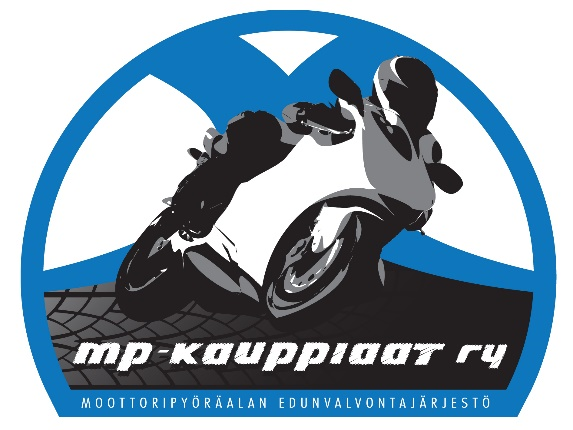 mp-kauppiaat ry
MOOTTORIPYÖRÄALAN EDUNVALVONTAJÄRJESTÖ